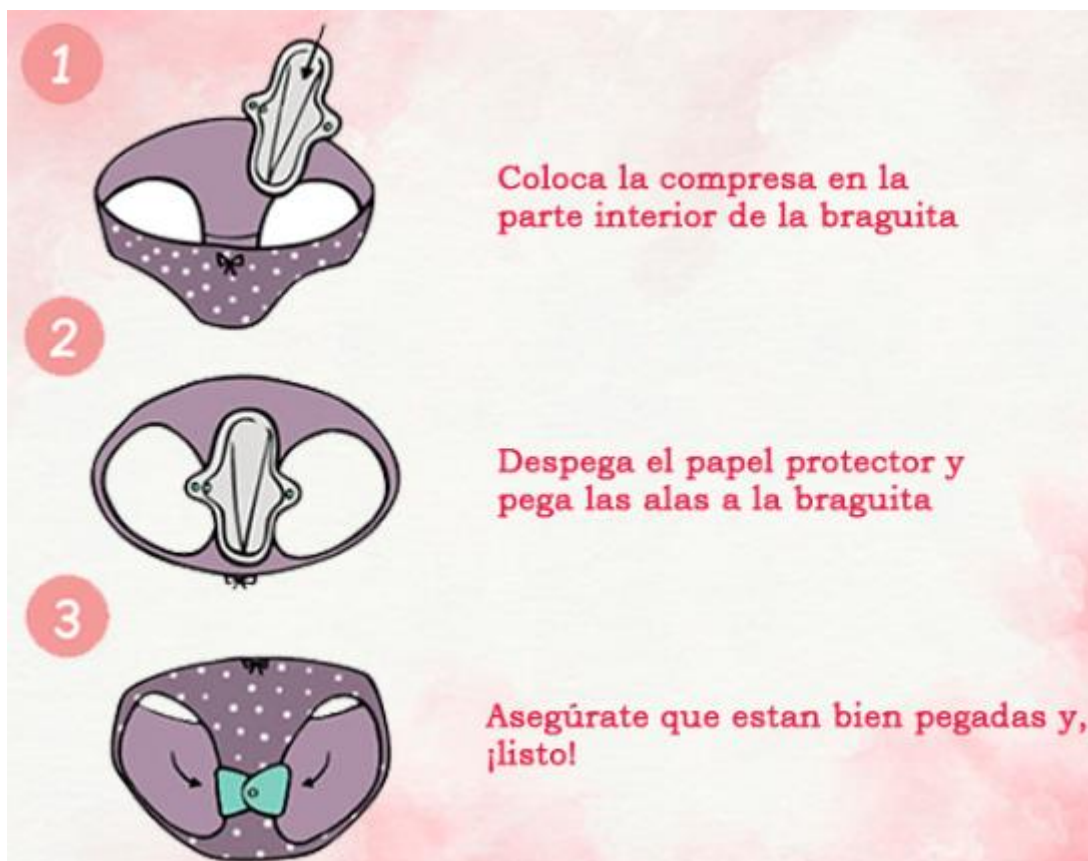 1
Coloca la compresa en la
parte interior de la braguita
2
Despega el papel protector y
pega las alas a la braguita
3
Asegúrate que estan bien pegadas y,
¡listo!